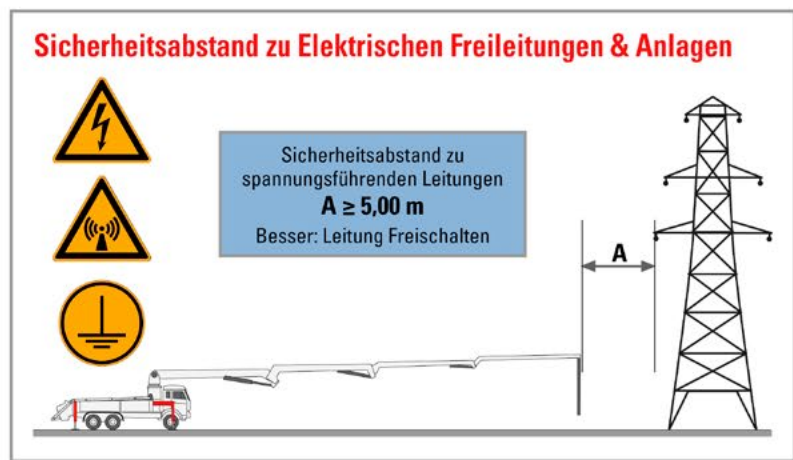 Sicherheitsabstand zu Elektrischen Freileitungen & Anlagen
Sicherheitsabstand zu
spannungsführenden Leitungen
A ≥ 5,00 m
Besser: Leitung Freischalten
A